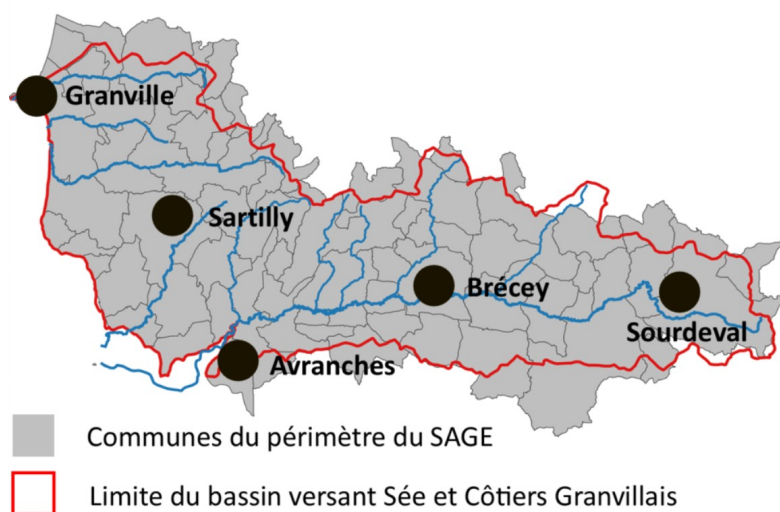 Granville
Sartilly
Brécey
Sourdeval
Avranches
Communes du périmètre du SAGE
Limite du bassin versant Sée et Côtiers Granvillais